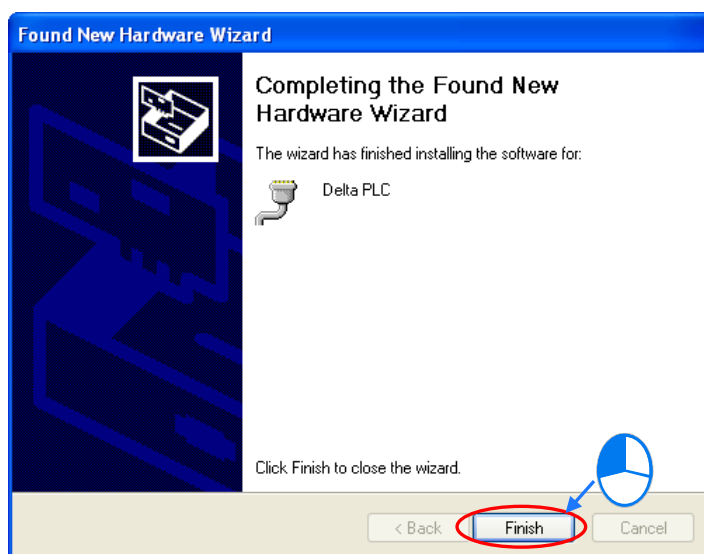 Found New Hardware Wizard
Completing the Found New
Hardware Wizard
The wizard has finished installing the software for:
Delta PLC
Click Finish to close the wizard.
< Back Finish Cancel